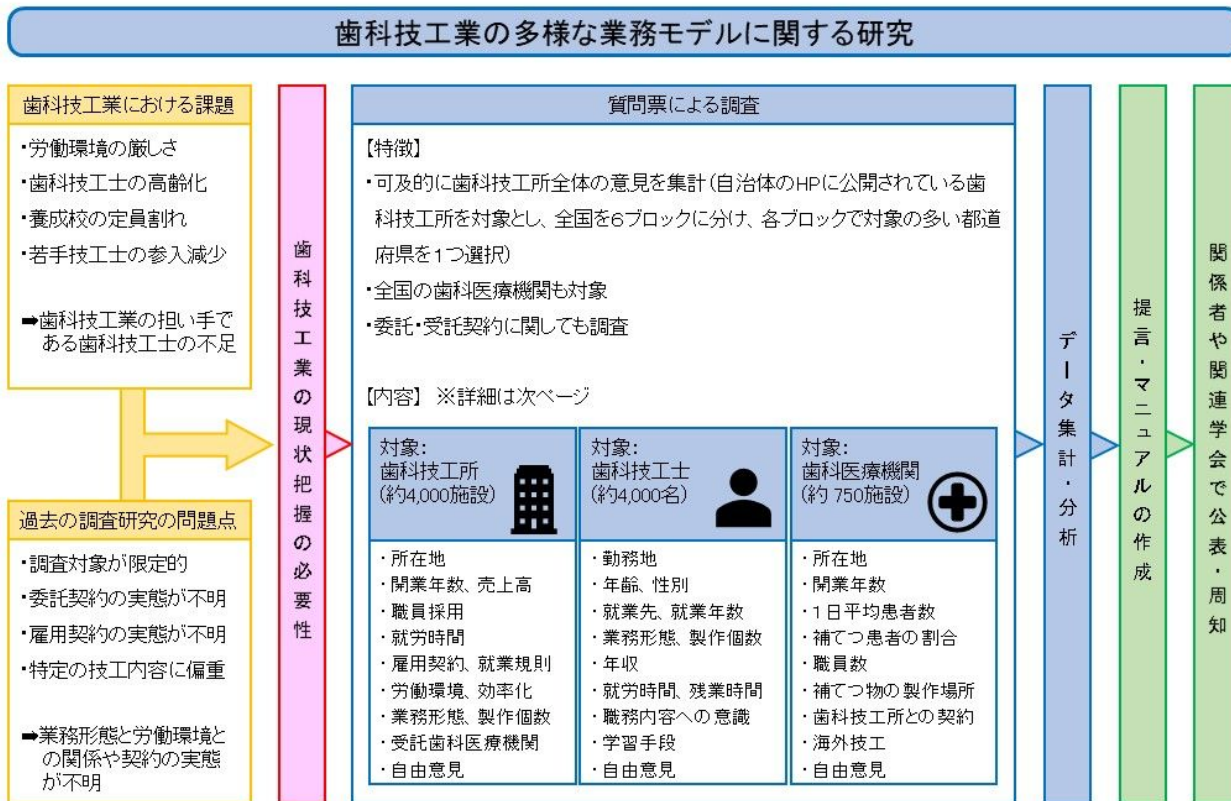 歯科技工業の多様な業務モデルに関する研究
歯科技工業における課題
・労働環境の厳しさ
・歯科技工士の高齢化
・養成校の定員割れ
・若手技工士の参入減少
➡歯科技工業の担い手で
ある歯科技工士の不足
過去の調査研究の問題点
・調査対象が限定的
・委託契約の実態が不明
・雇用契約の実態が不明
・特定の技工内容に偏重
➡業務形態と労働環境と
の関係や契約の実態
が不明
歯科技工業の現状把握の必要性
質問票による調査
【特徴】
・可及的に歯科技工所全体の意見を集計(自治体のHPに公開されている歯
科技工所を対象とし、全国を6ブロックに分け、各ブロックで対象の多い都道
府県を1つ選択)
・全国の歯科医療機関も対象
・委託・受託契約に関しても調査
【内容】 ※詳細は次ページ
対象:
歯科技工所
(約4,000施設)
・所在地
・開業年数、売上高
・職員採用
・就労時間
・雇用契約、就業規則
・労働環境、効率化
・業務形態、製作個数
・受託歯科医療機関
・自由意見
対象:
歯科技工士
(約4,000名)
・勤務地
・年齢、性別
・就業先、就業年数
・業務形態、製作個数
・年収
・就労時間、残業時間
・職務内容への意識
・学習手段
・自由意見
対象:
歯科医療機関
(約 750施設)
・所在地
・開業年数
・1日平均患者数
・補てつ患者の割合
・職員数
・補てつ物の製作場所
・歯科技工所との契約
・海外技工
・自由意見
データ集計・分析
提言・マニュアルの作成
関係者や関連学会で公表・周知